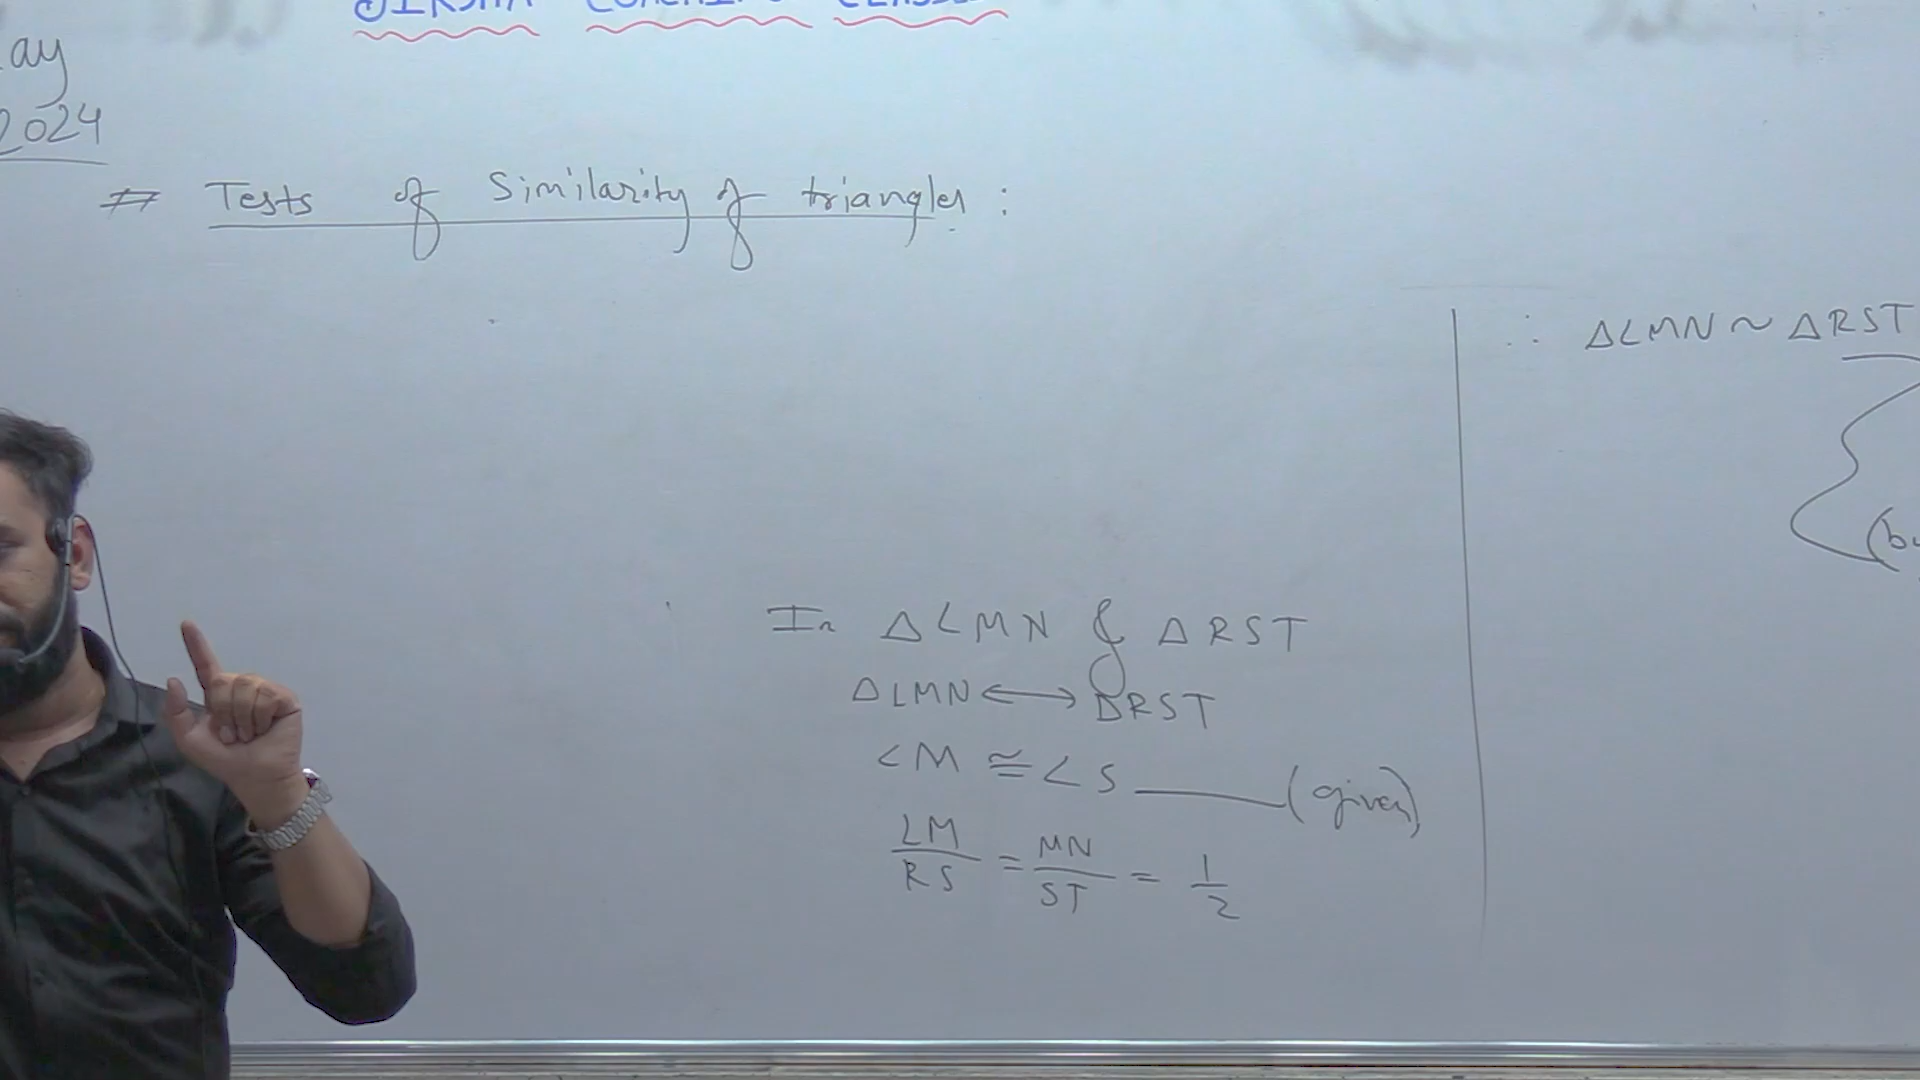 CLASSES
ay
2024
# Tests of Similarity of triangles :
In ΔLMN & ΔRST
ΔLMN ↔ ΔRST
∠M ≅ ∠S ——— (given)
LM/RS = MN/ST = 1/2
∴ ΔLMN ~ ΔRST